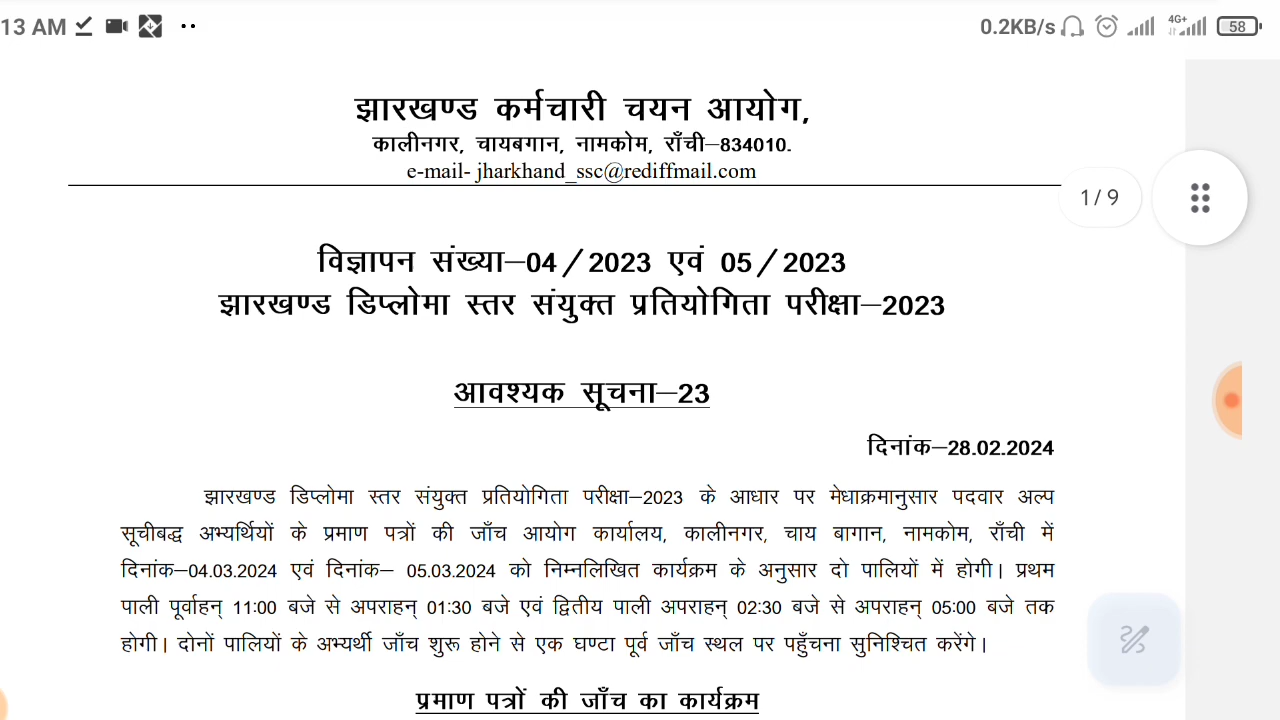 13 AM
0.2KB/s 4G+ 58
झारखण्ड कर्मचारी चयन आयोग,
कालीनगर, चायबगान, नामकोम, राँची–834010.
e-mail- jharkhand_ssc@rediffmail.com
1/9
विज्ञापन संख्या–04/2023 एवं 05/2023
झारखण्ड डिप्लोमा स्तर संयुक्त प्रतियोगिता परीक्षा–2023
आवश्यक सूचना–23
दिनांक–28.02.2024
झारखण्ड डिप्लोमा स्तर संयुक्त प्रतियोगिता परीक्षा–2023 के आधार पर मेधाक्रमानुसार पदवार अल्प
सूचीबद्ध अभ्यर्थियों के प्रमाण पत्रों की जाँच आयोग कार्यालय, कालीनगर, चाय बागान, नामकोम, राँची में
दिनांक–04.03.2024 एवं दिनांक– 05.03.2024 को निम्नलिखित कार्यक्रम के अनुसार दो पालियों में होगी। प्रथम
पाली पूर्वाहन् 11:00 बजे से अपराहन् 01:30 बजे एवं द्वितीय पाली अपराहन् 02:30 बजे से अपराहन् 05:00 बजे तक
होगी। दोनों पालियों के अभ्यर्थी जाँच शुरू होने से एक घण्टा पूर्व जाँच स्थल पर पहुँचना सुनिश्चित करेंगे।
प्रमाण पत्रों की जाँच का कार्यक्रम